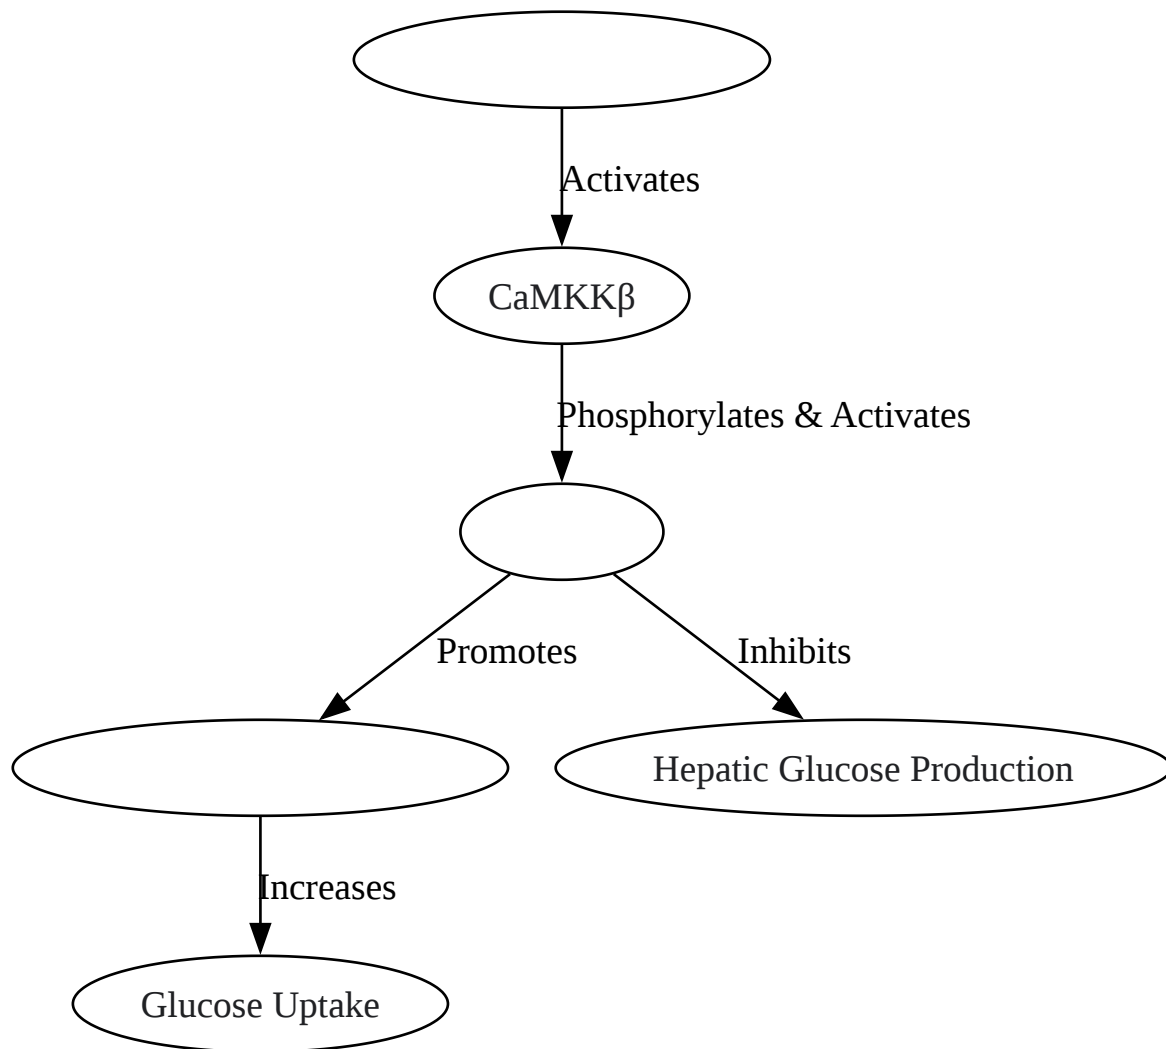 Activates
CaMKKβ
Phosphorylates & Activates
Promotes
Inhibits
Hepatic Glucose Production
Increases
Glucose Uptake